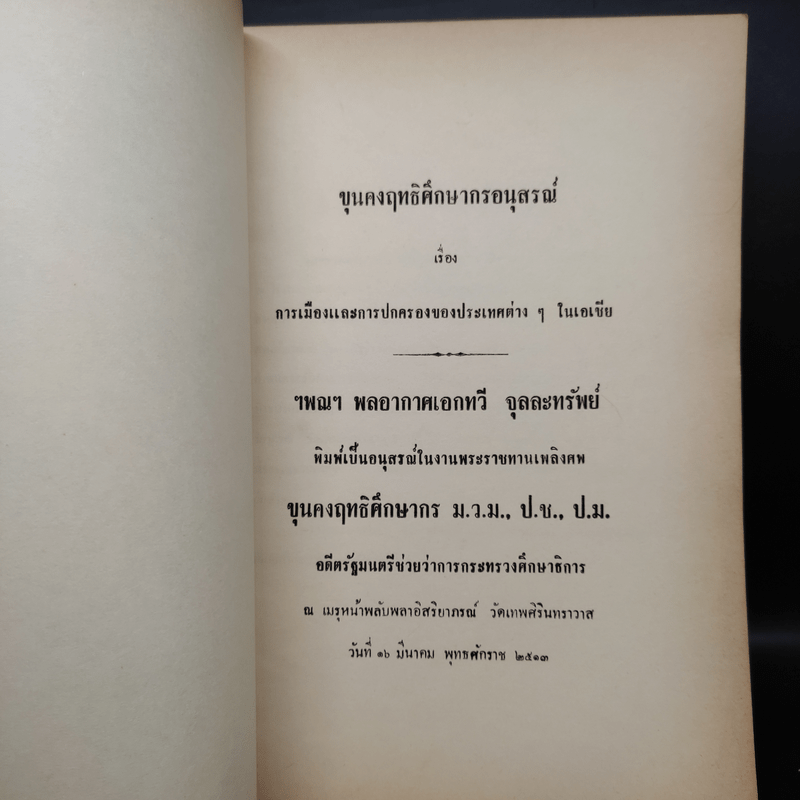 ขุนคงฤทธิศึกษากรอนุสรณ์
เรื่อง
การเมืองและการปกครองของประเทศต่าง ๆ ในเอเชีย
ฯพณฯ พลอากาศเอกทวี จุลละทรัพย์
พิมพ์เป็นอนุสรณ์ในงานพระราชทานเพลิงศพ
ขุนคงฤทธิศึกษากร ม.ว.ม., ป.ช., ป.ม.
อดีตรัฐมนตรีช่วยว่าการกระทรวงศึกษาธิการ
ณ เมรุหน้าพลับพลาอิสริยาภรณ์ วัดเทพศิรินทราวาส
วันที่ ๑๖ มีนาคม พุทธศักราช ๒๕๑๓